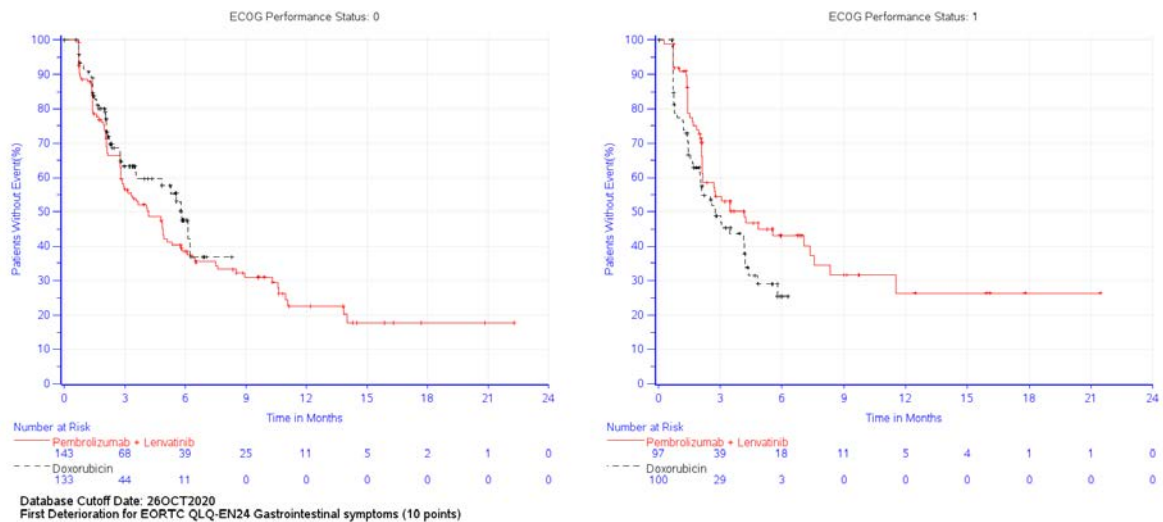 ECOG Performance Status: 0
100
90
80
70
60
50
40
30
20
10
0
Patients Without Event(%)
0 3 6 9 12 15 18 21 24
Time in Months
Number at Risk
Pembrolizumab + Lenvatinib
143 68 39 25 11 5 2 1 0
Doxorubicin
133 44 11 0 0 0 0 0 0
ECOG Performance Status: 1
100
90
80
70
60
50
40
30
20
10
0
Patients Without Event(%)
0 3 6 9 12 15 18 21 24
Time in Months
Number at Risk
Pembrolizumab + Lenvatinib
97 39 18 11 5 4 1 1 0
Doxorubicin
100 29 3 0 0 0 0 0 0
Database Cutoff Date: 26OCT2020
First Deterioration for EORTC QLQ-EN24 Gastrointestinal symptoms (10 points)